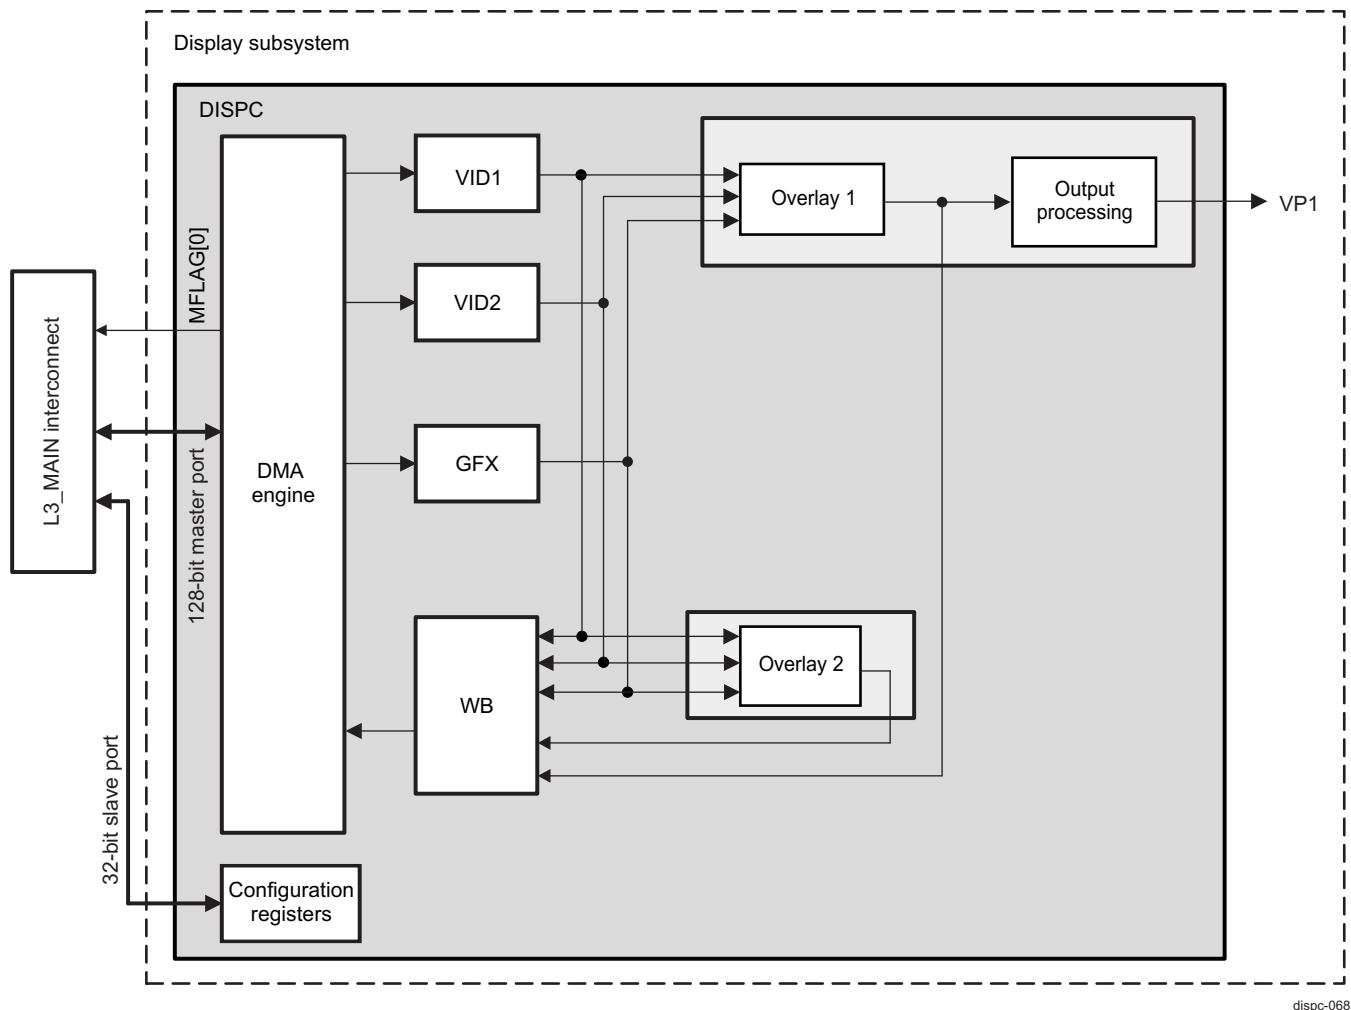 Display subsystem
DISPC
VID1
Overlay 1
Output
processing
VP1
MFLAG[0]
VID2
L3_MAIN interconnect
DMA
engine
GFX
128-bit master port
Overlay 2
WB
32-bit slave port
Configuration
registers
dispc-068